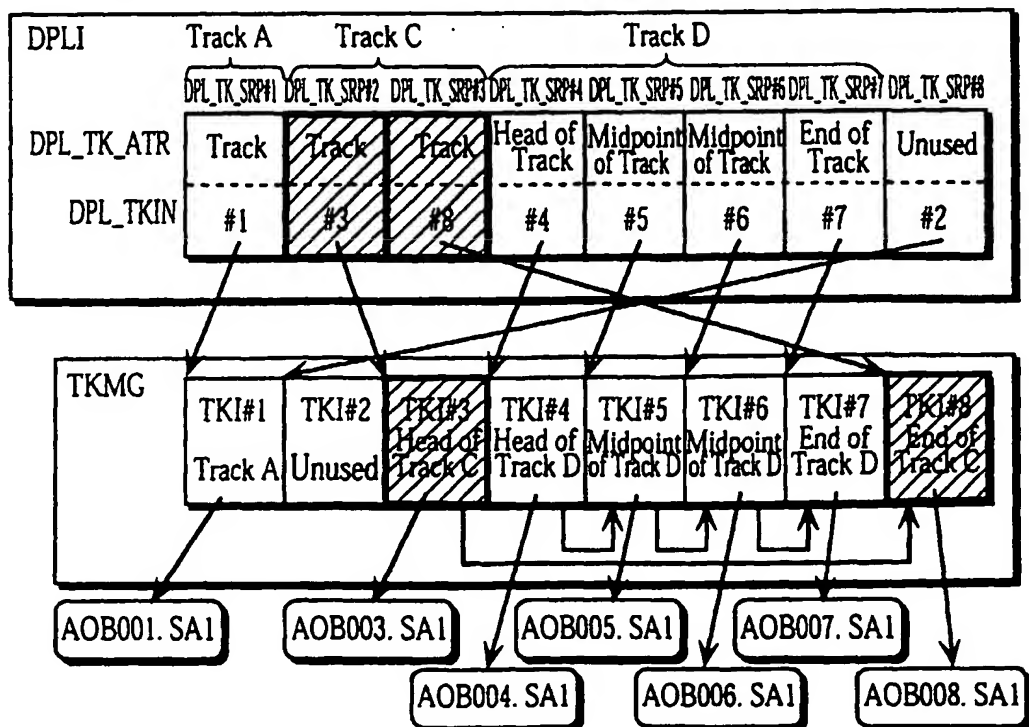 DPLI
Track A
Track C
Track D
DPL_TK_SRP#1 DPL_TK_SRP#2 DPL_TK_SRP#3 DPL_TK_SRP#4 DPL_TK_SRP#5 DPL_TK_SRP#6 DPL_TK_SRP#7 DPL_TK_SRP#8
DPL_TK_ATR
Track
Track
Track
Head of
Track
Midpoint
of Track
Midpoint
of Track
End of
Track
Unused
DPL_TKIN
#1 #3 #8 #4 #5 #6 #7 #2
TKMG
TKI#1
Track A
TKI#2
Unused
TKI#3
Head of
Track C
TKI#4
Head of
Track D
TKI#5
Midpoint
of Track D
TKI#6
Midpoint
of Track D
TKI#7
End of
Track D
TKI#8
End of
Track C
AOB001. SA1
AOB003. SA1
AOB005. SA1
AOB007. SA1
AOB004. SA1
AOB006. SA1
AOB008. SA1